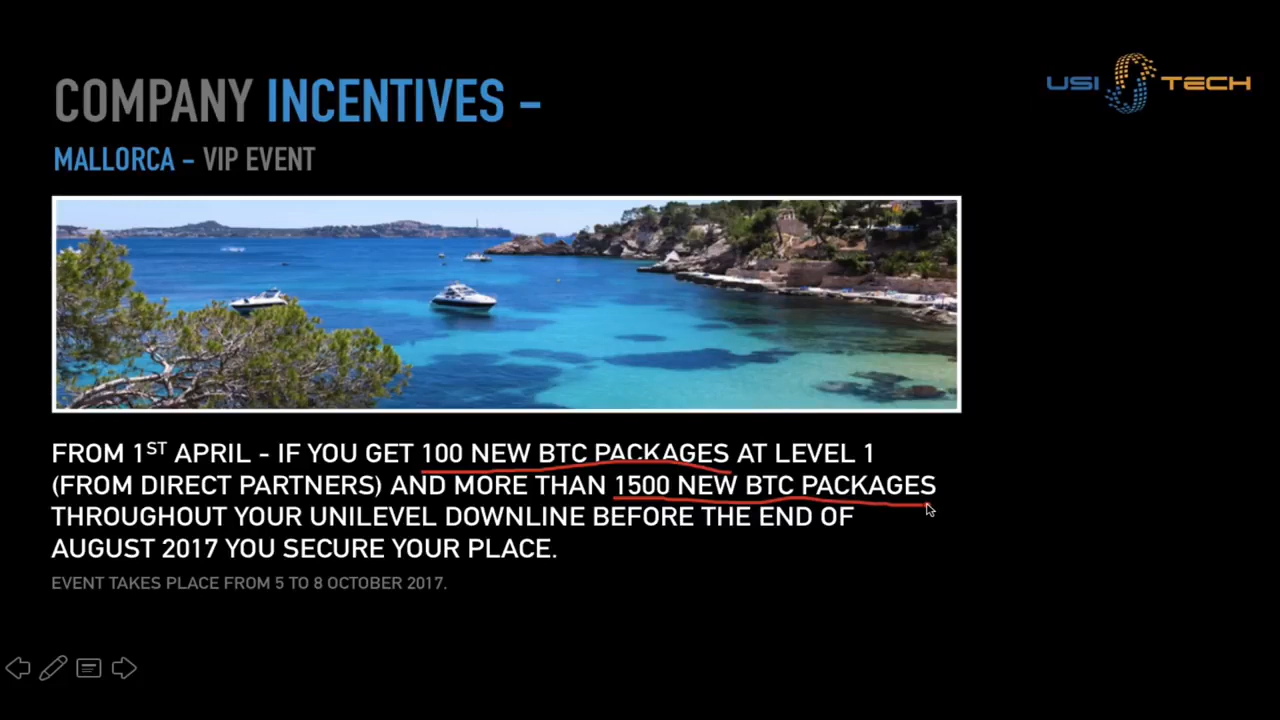 COMPANY INCENTIVES –
USI TECH
MALLORCA – VIP EVENT
FROM 1ST APRIL - IF YOU GET 100 NEW BTC PACKAGES AT LEVEL 1
(FROM DIRECT PARTNERS) AND MORE THAN 1500 NEW BTC PACKAGES
THROUGHOUT YOUR UNILEVEL DOWNLINE BEFORE THE END OF
AUGUST 2017 YOU SECURE YOUR PLACE.
EVENT TAKES PLACE FROM 5 TO 8 OCTOBER 2017.